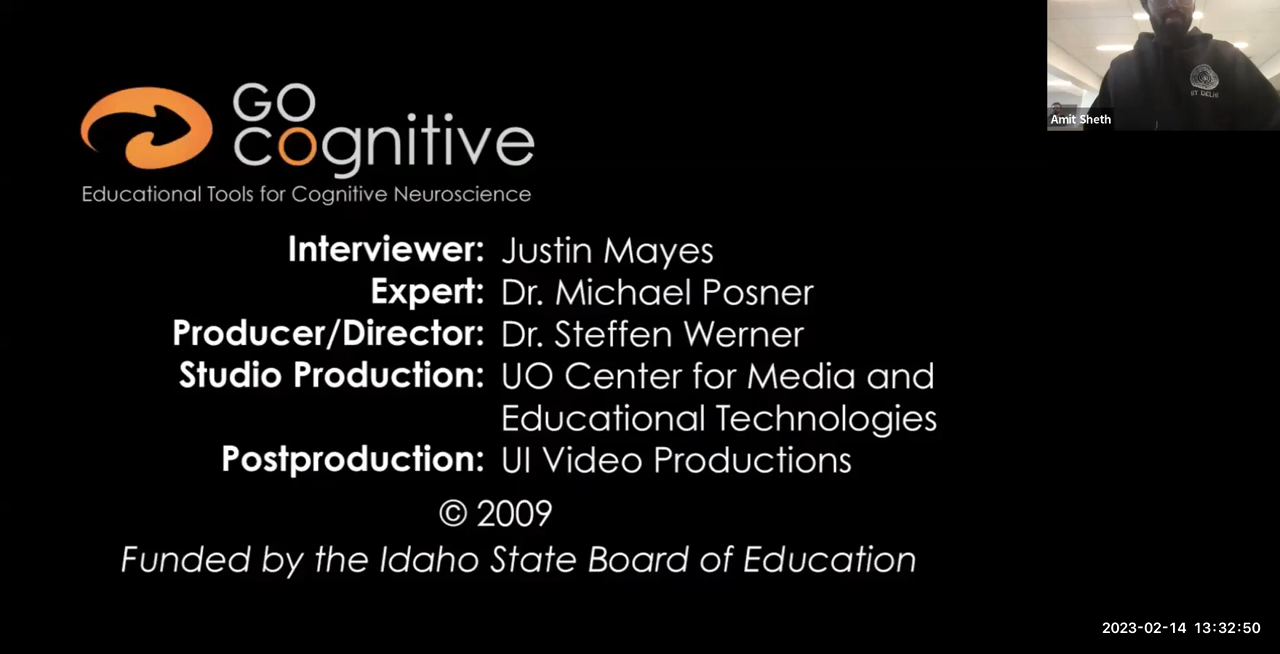 GO
cognitive
Educational Tools for Cognitive Neuroscience
Interviewer: Justin Mayes
Expert: Dr. Michael Posner
Producer/Director: Dr. Steffen Werner
Studio Production: UO Center for Media and
Educational Technologies
Postproduction: UI Video Productions
© 2009
Funded by the Idaho State Board of Education
IIT DELHI
Amit Sheth
2023-02-14 13:32:50